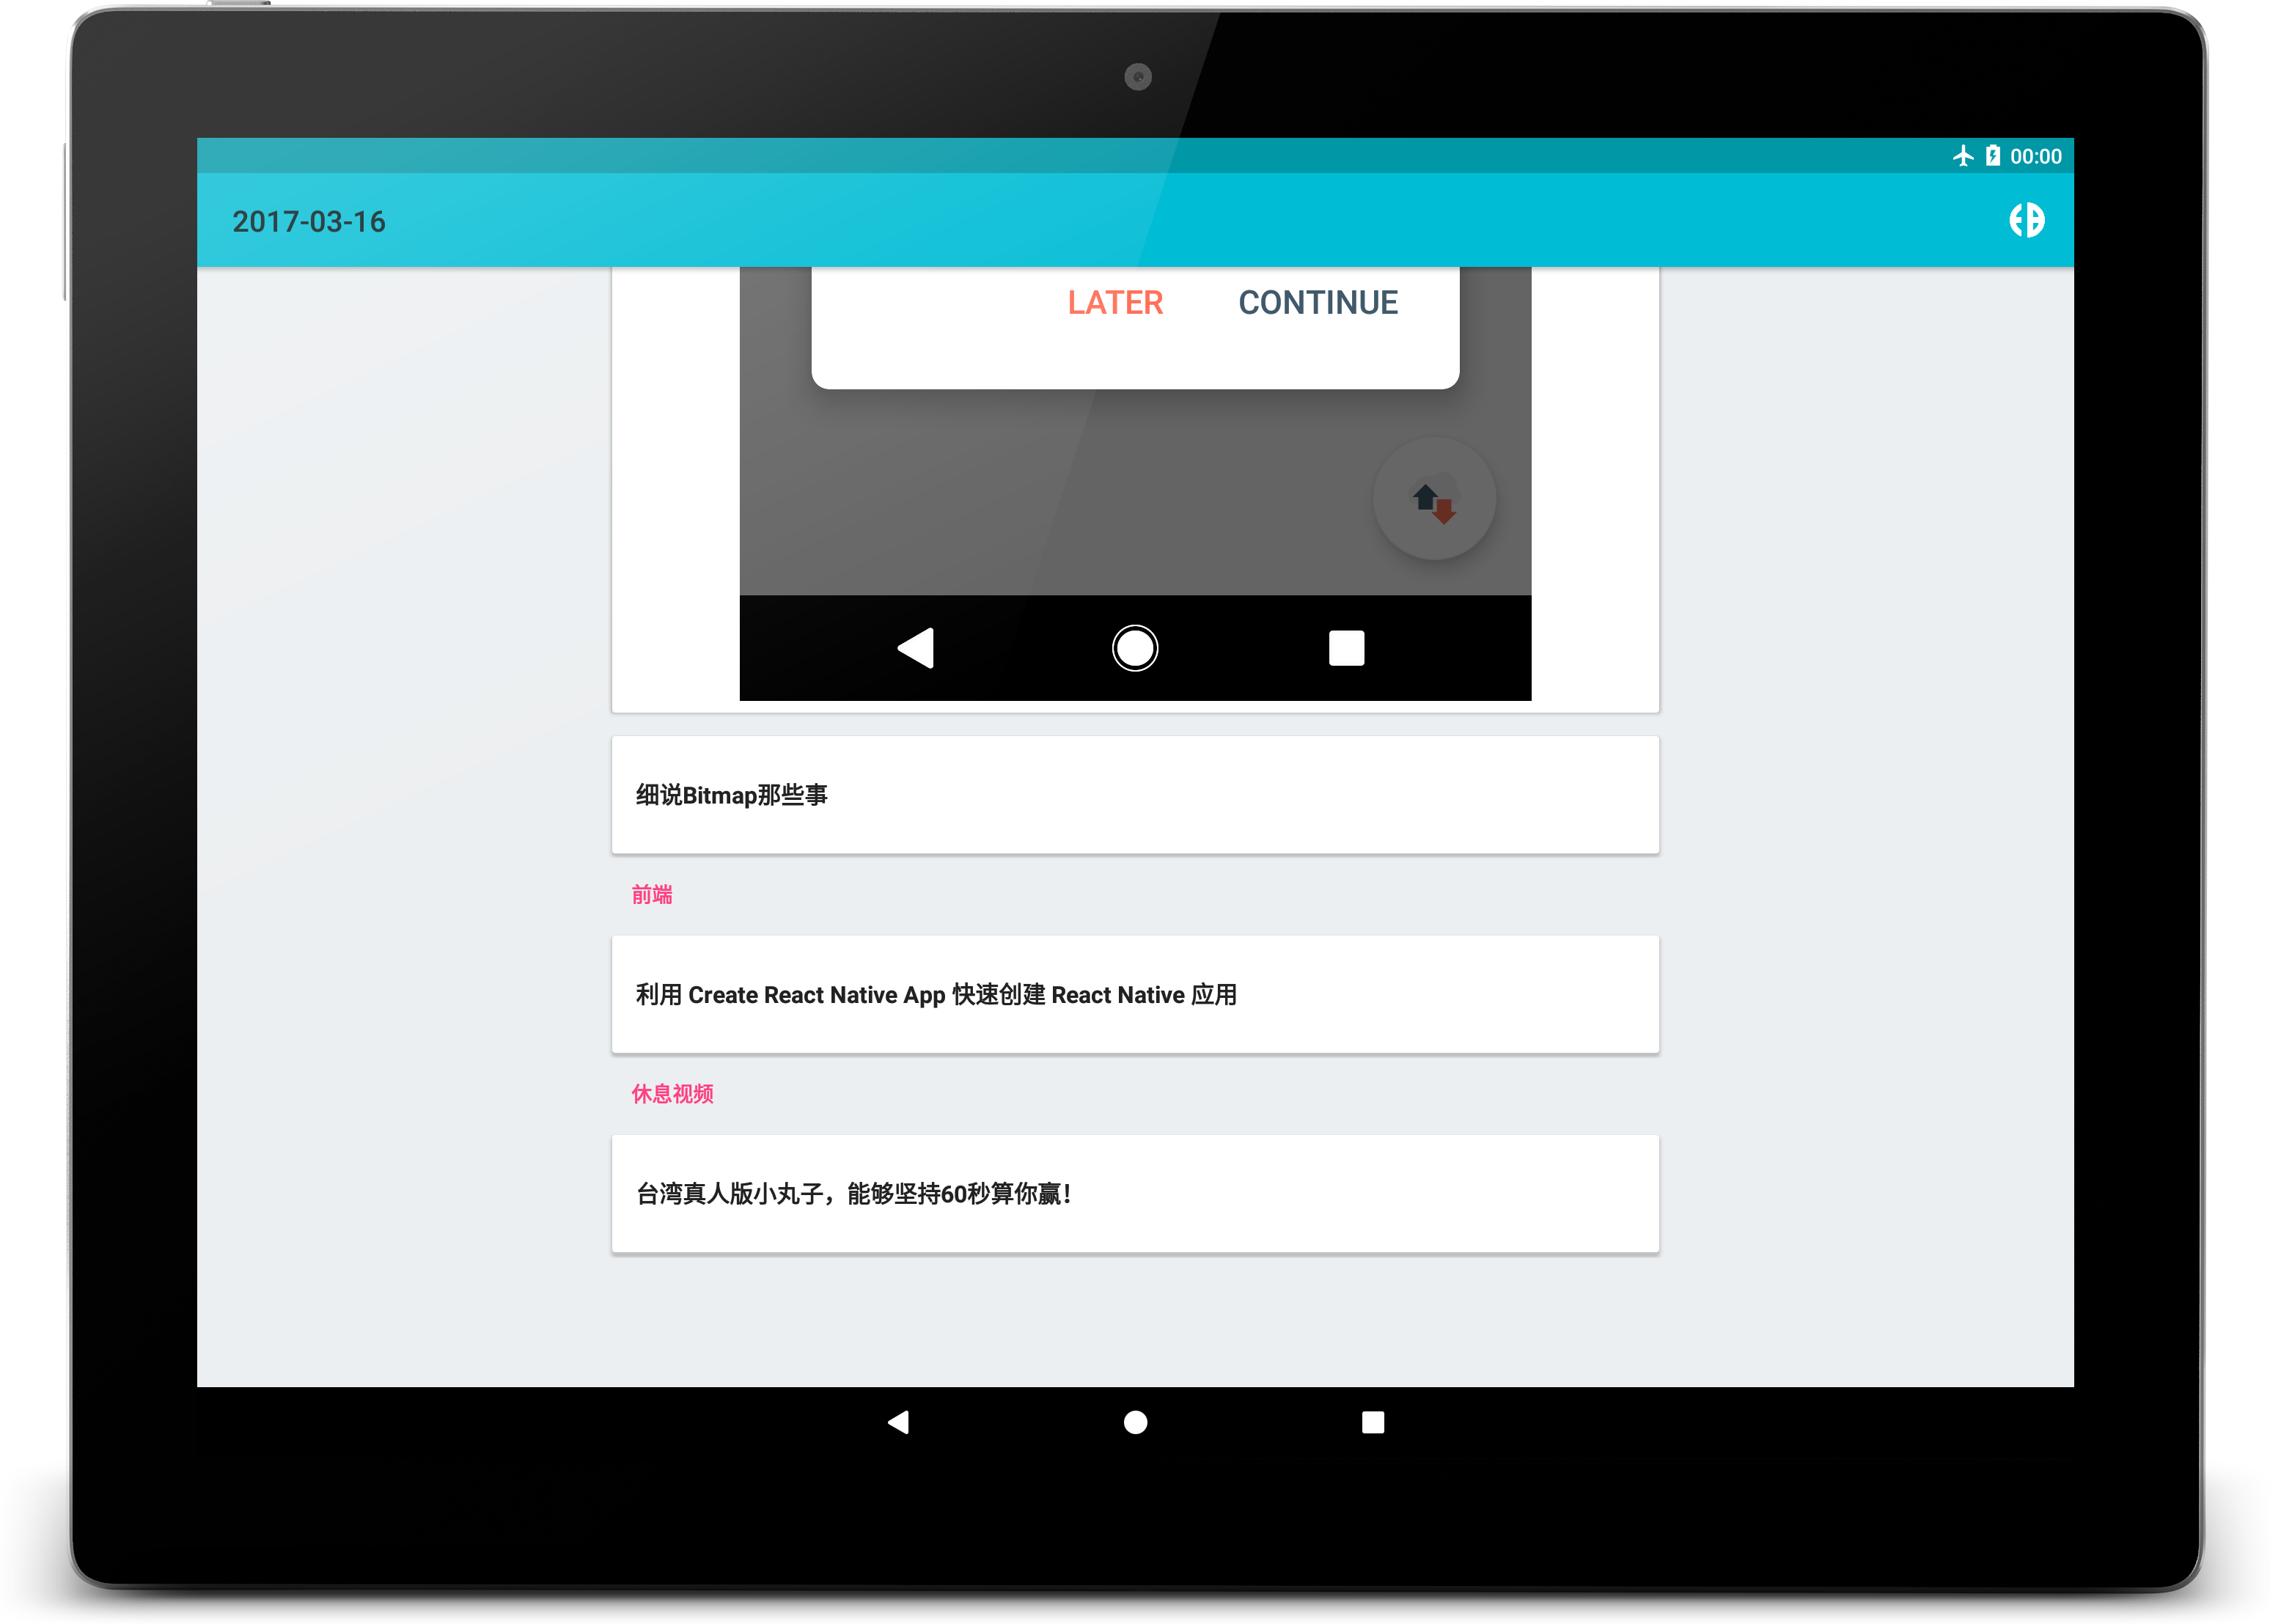 00:00
2017-03-16
LATER CONTINUE
细说Bitmap那些事
前端
利用 Create React Native App 快速创建 React Native 应用
休息视频
台湾真人版小丸子，能够坚持60秒算你赢！